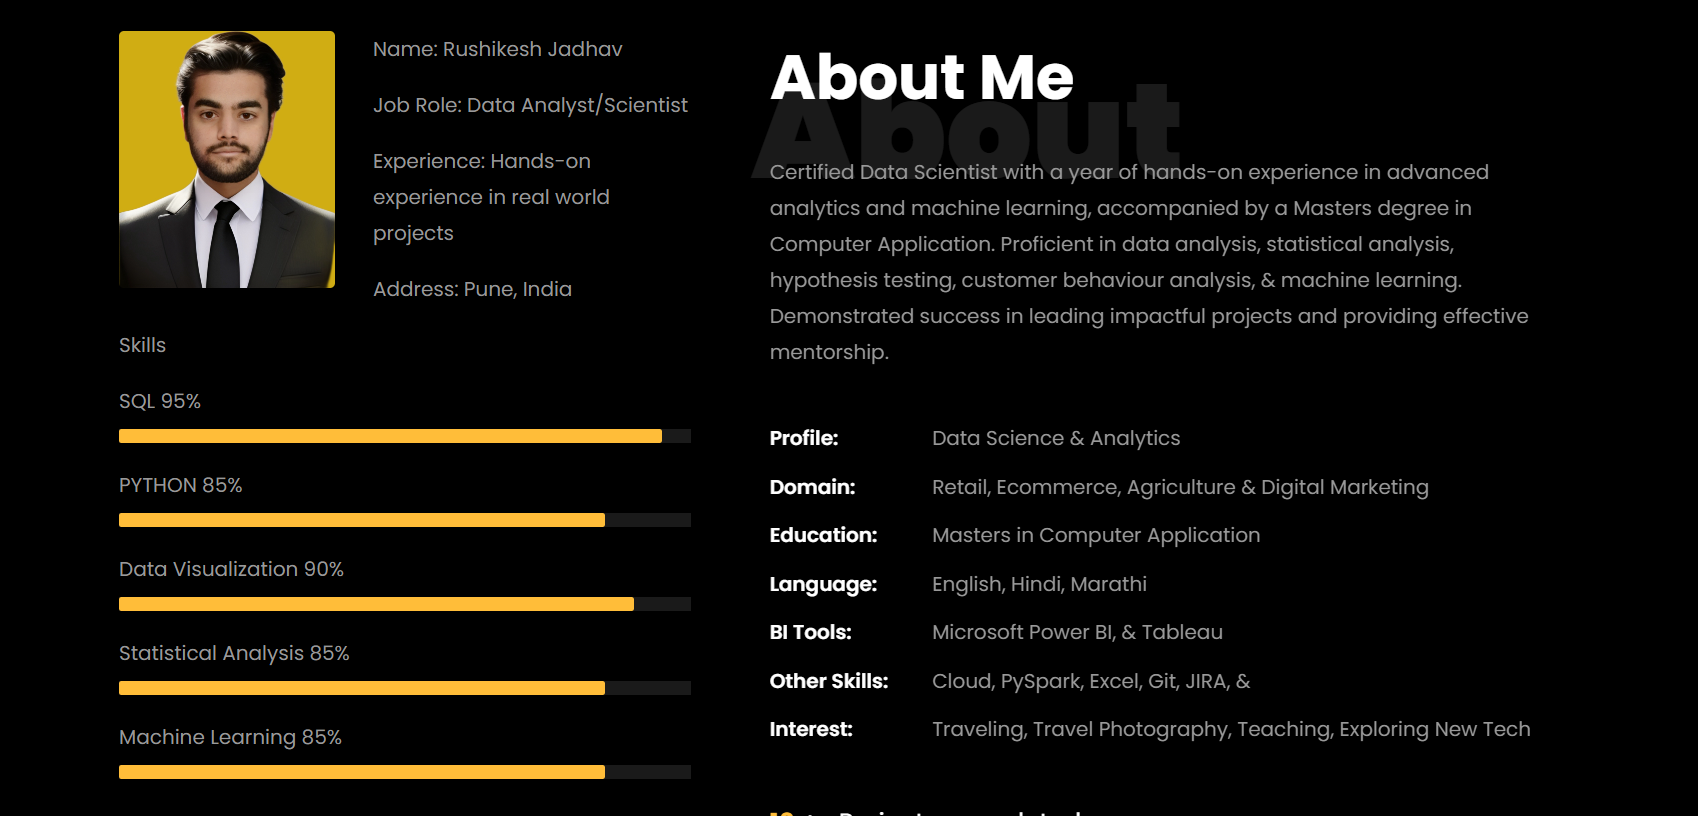 Name: Rushikesh Jadhav
Job Role: Data Analyst/Scientist
Experience: Hands-on
experience in real world
projects
Address: Pune, India
Skills
SQL 95%
PYTHON 85%
Data Visualization 90%
Statistical Analysis 85%
Machine Learning 85%
About Me
About
Certified Data Scientist with a year of hands-on experience in advanced
analytics and machine learning, accompanied by a Masters degree in
Computer Application. Proficient in data analysis, statistical analysis,
hypothesis testing, customer behaviour analysis, & machine learning.
Demonstrated success in leading impactful projects and providing effective
mentorship.
Profile: Data Science & Analytics
Domain: Retail, Ecommerce, Agriculture & Digital Marketing
Education: Masters in Computer Application
Language: English, Hindi, Marathi
BI Tools: Microsoft Power BI, & Tableau
Other Skills: Cloud, PySpark, Excel, Git, JIRA, &
Interest: Traveling, Travel Photography, Teaching, Exploring New Tech